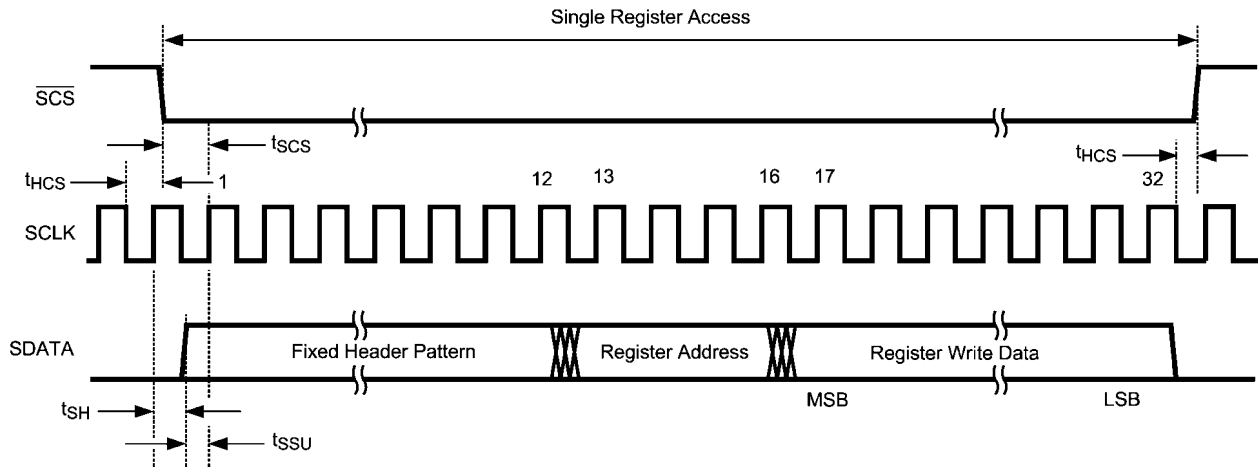 Single Register Access
SCS
tSCS
tHCS
tHCS
1
12
13
16
17
32
SCLK
SDATA
Fixed Header Pattern
Register Address
Register Write Data
MSB
LSB
tSH
tSSU